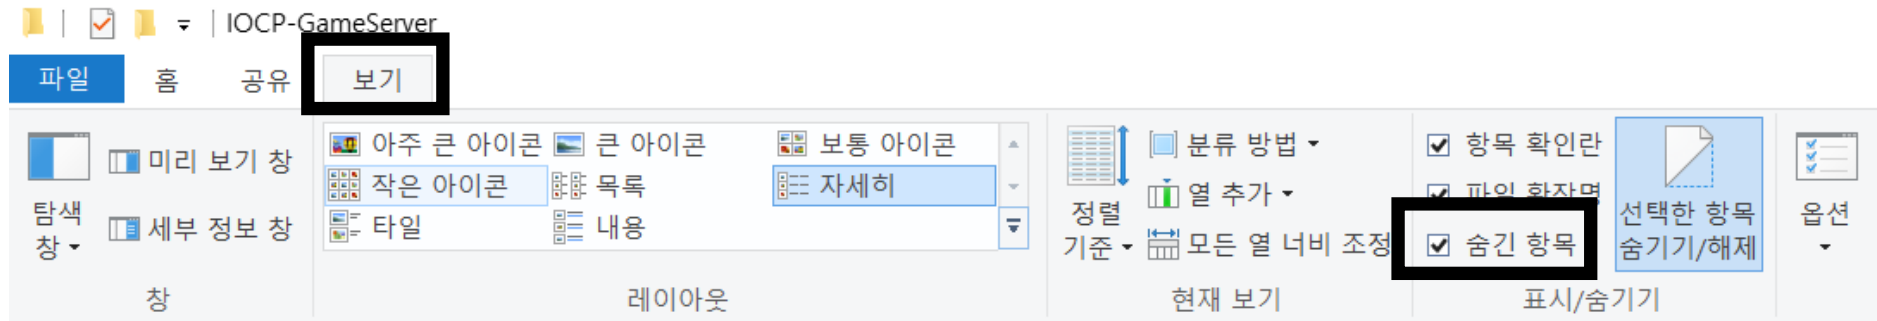 IOCP-GameServer
파일 홈 공유 보기
탐색
창
미리 보기 창
세부 정보 창
창
아주 큰 아이콘 큰 아이콘 보통 아이콘
작은 아이콘 목록 자세히
타일 내용
레이아웃
정렬
기준
분류 방법
열 추가
모든 열 너비 조정
현재 보기
항목 확인란
파일 확장명
숨긴 항목
선택한 항목
숨기기/해제
표시/숨기기
옵션